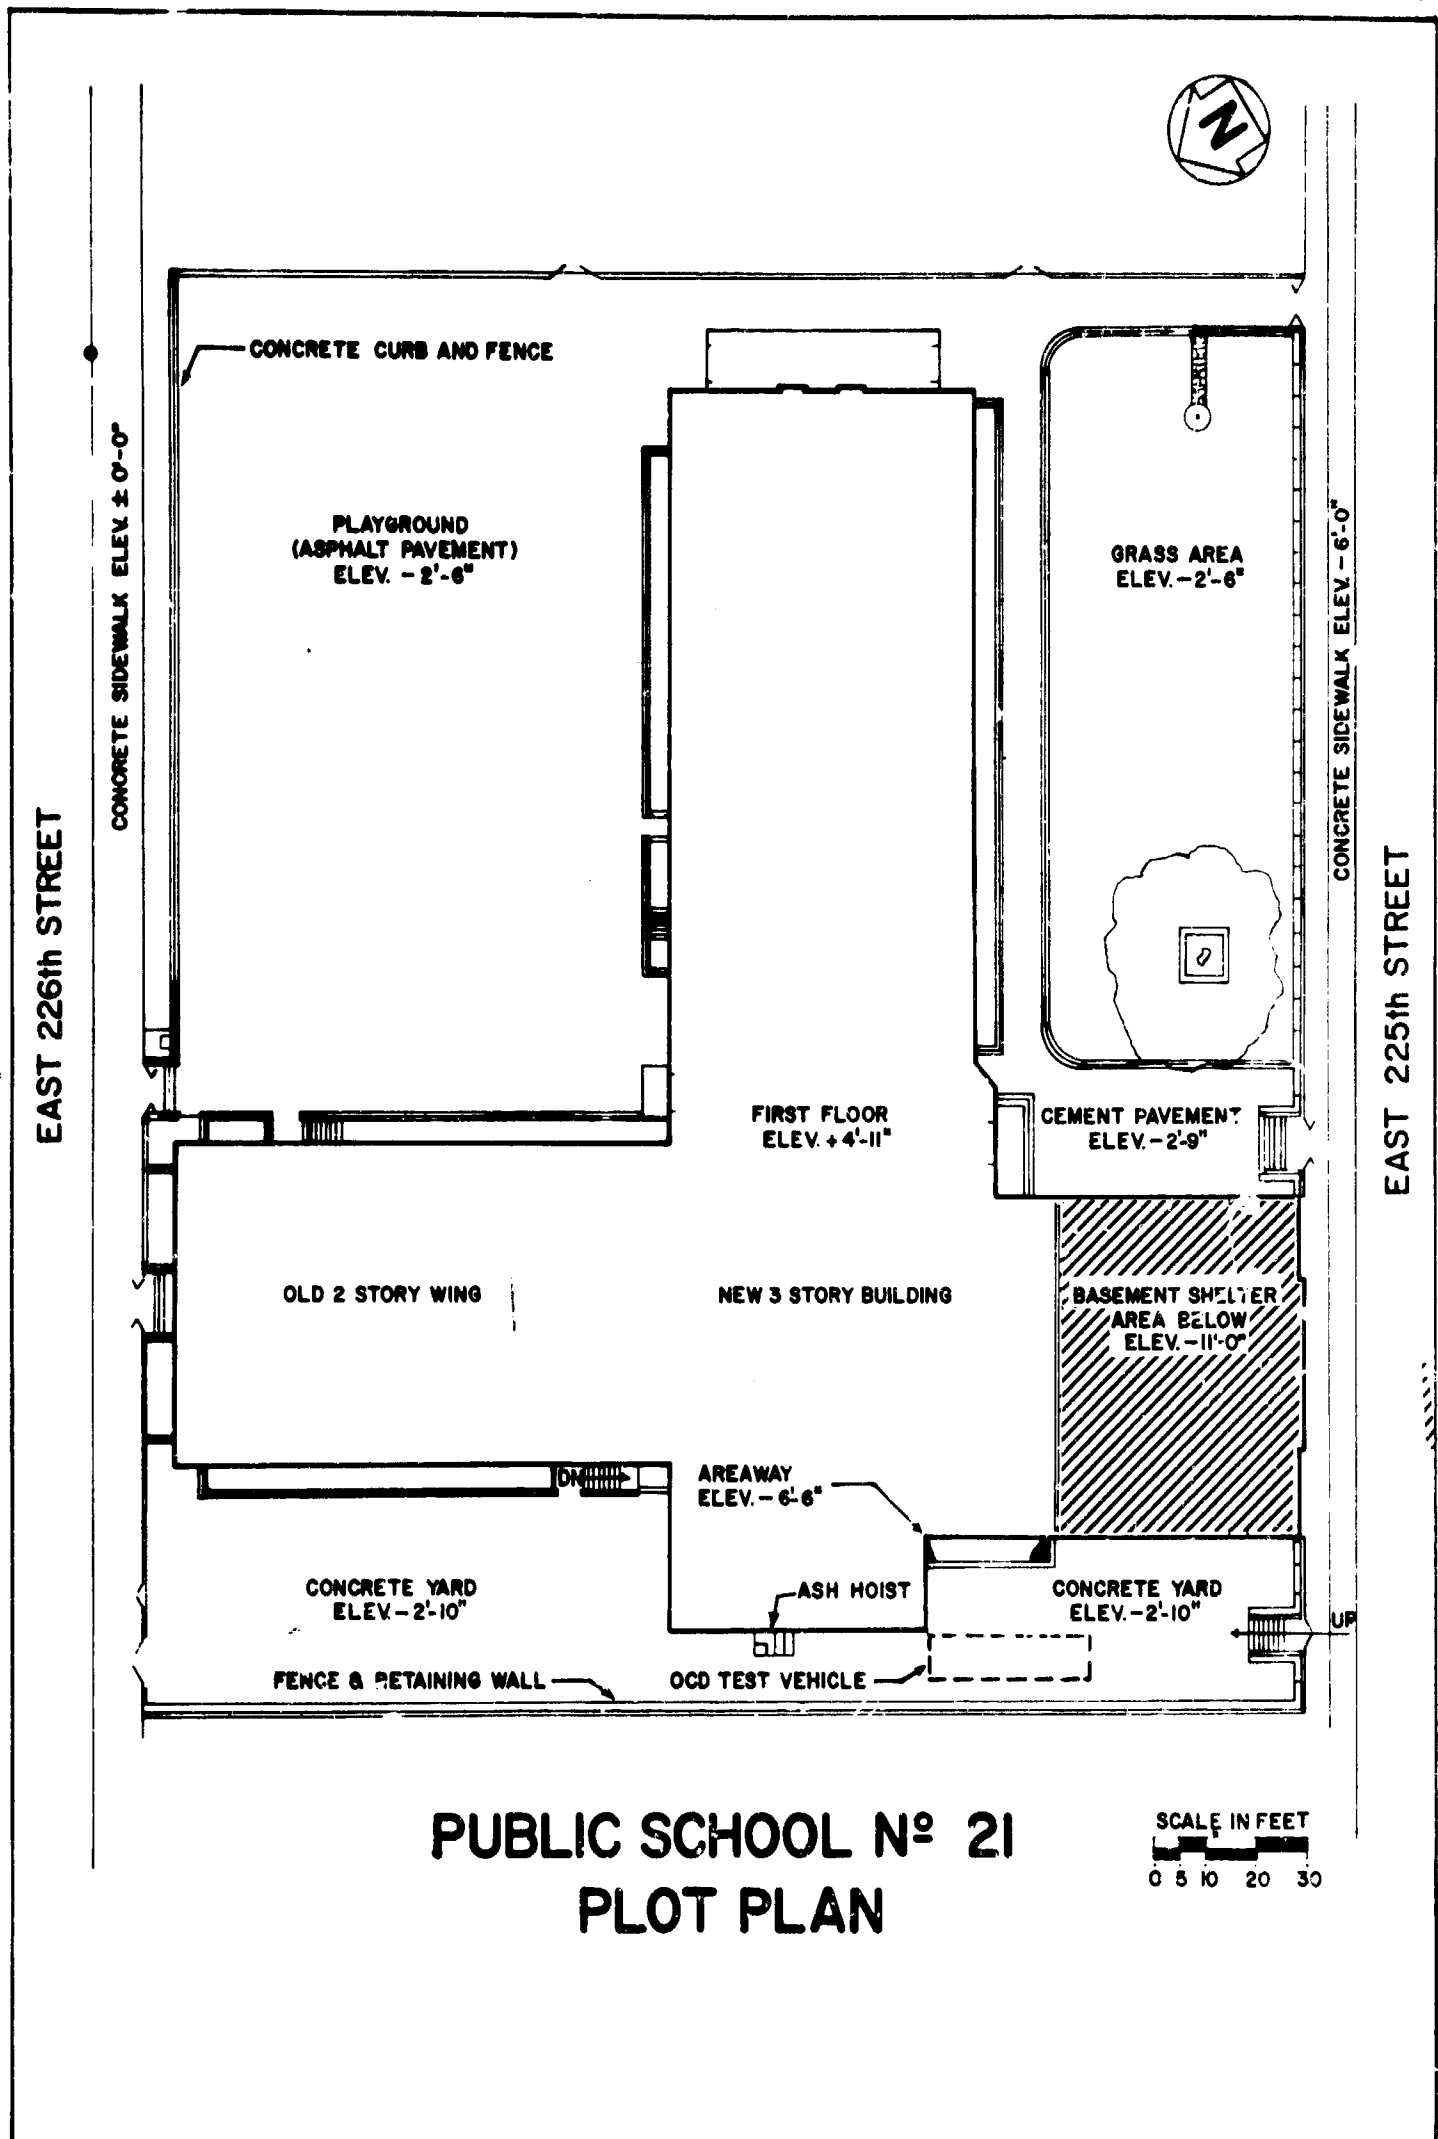 N
CONCRETE CURB AND FENCE
CONCRETE SIDEWALK ELEV. ± 0'-0"
EAST 226th STREET
PLAYGROUND
(ASPHALT PAVEMENT)
ELEV. - 2'-6"
GRASS AREA
ELEV. - 2'-6"
CONCRETE SIDEWALK ELEV. - 6'-0"
EAST 225th STREET
FIRST FLOOR
ELEV. + 4'-11"
CEMENT PAVEMENT
ELEV. - 2'-9"
OLD 2 STORY WING
NEW 3 STORY BUILDING
BASEMENT SHELTER
AREA BELOW
ELEV. - 11'-0"
DN
AREAWAY
ELEV. - 6'-6"
CONCRETE YARD
ELEV. - 2'-10"
ASH HOIST
CONCRETE YARD
ELEV. - 2'-10"
UP
FENCE & RETAINING WALL
OCD TEST VEHICLE
PUBLIC SCHOOL Nº 21
PLOT PLAN
SCALE IN FEET
0 5 10 20 30